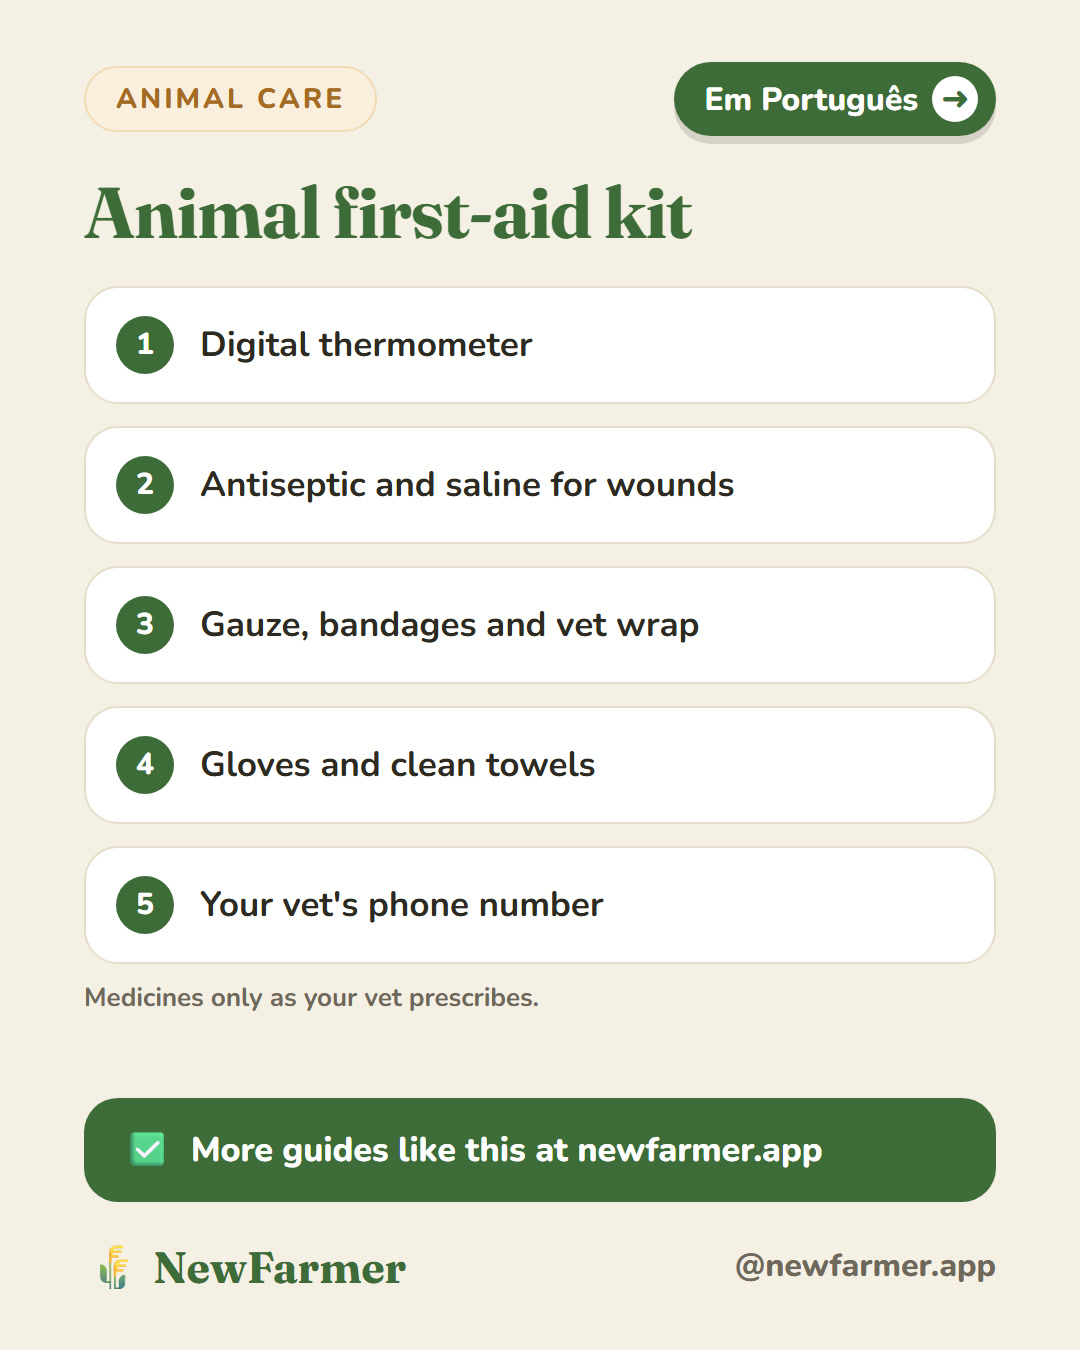 ANIMAL CARE
Em Português
Animal first-aid kit
1 Digital thermometer
2 Antiseptic and saline for wounds
3 Gauze, bandages and vet wrap
4 Gloves and clean towels
5 Your vet's phone number
Medicines only as your vet prescribes.
More guides like this at newfarmer.app
NewFarmer
@newfarmer.app